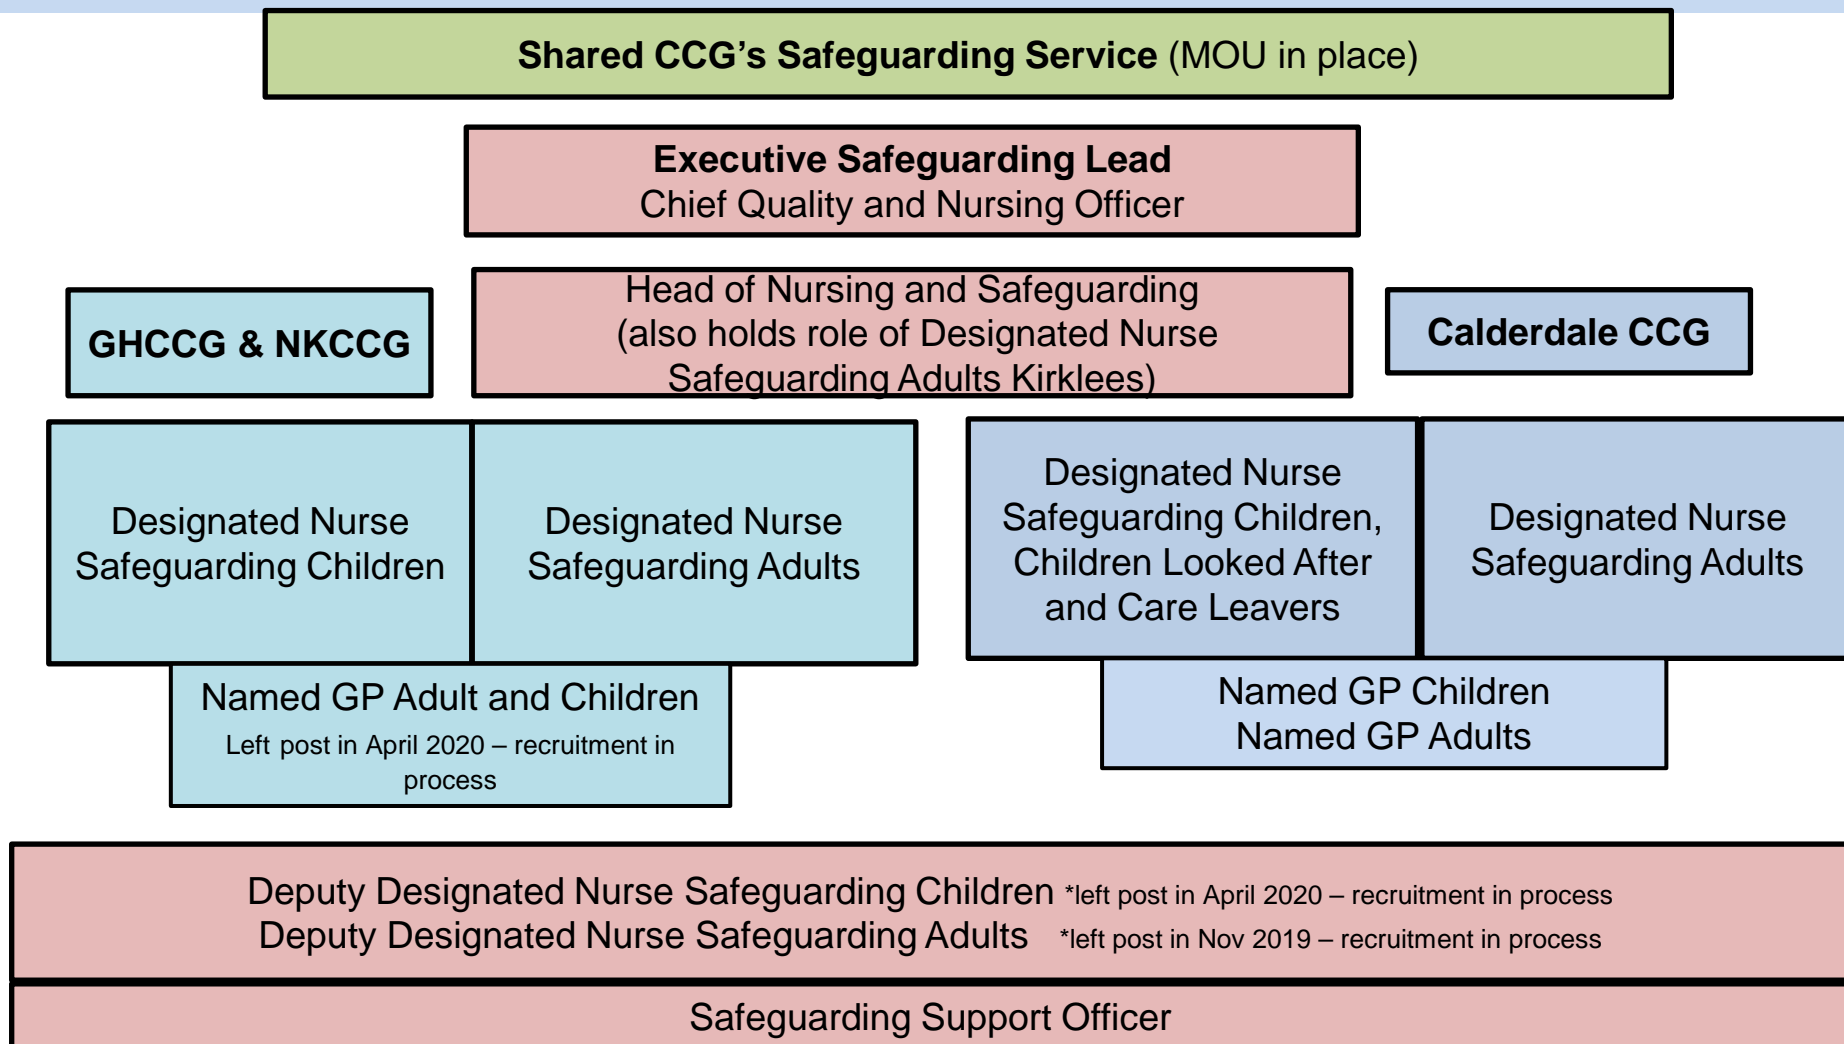 Shared CCG's Safeguarding Service (MOU in place)
Executive Safeguarding Lead
Chief Quality and Nursing Officer
GHCCG & NKCCG
Head of Nursing and Safeguarding
(also holds role of Designated Nurse
Safeguarding Adults Kirklees)
Calderdale CCG
Designated Nurse
Safeguarding Children
Designated Nurse
Safeguarding Adults
Designated Nurse
Safeguarding Children,
Children Looked After
and Care Leavers
Designated Nurse
Safeguarding Adults
Named GP Adult and Children
Left post in April 2020 – recruitment in
process
Named GP Children
Named GP Adults
Deputy Designated Nurse Safeguarding Children *left post in April 2020 – recruitment in process
Deputy Designated Nurse Safeguarding Adults *left post in Nov 2019 – recruitment in process
Safeguarding Support Officer